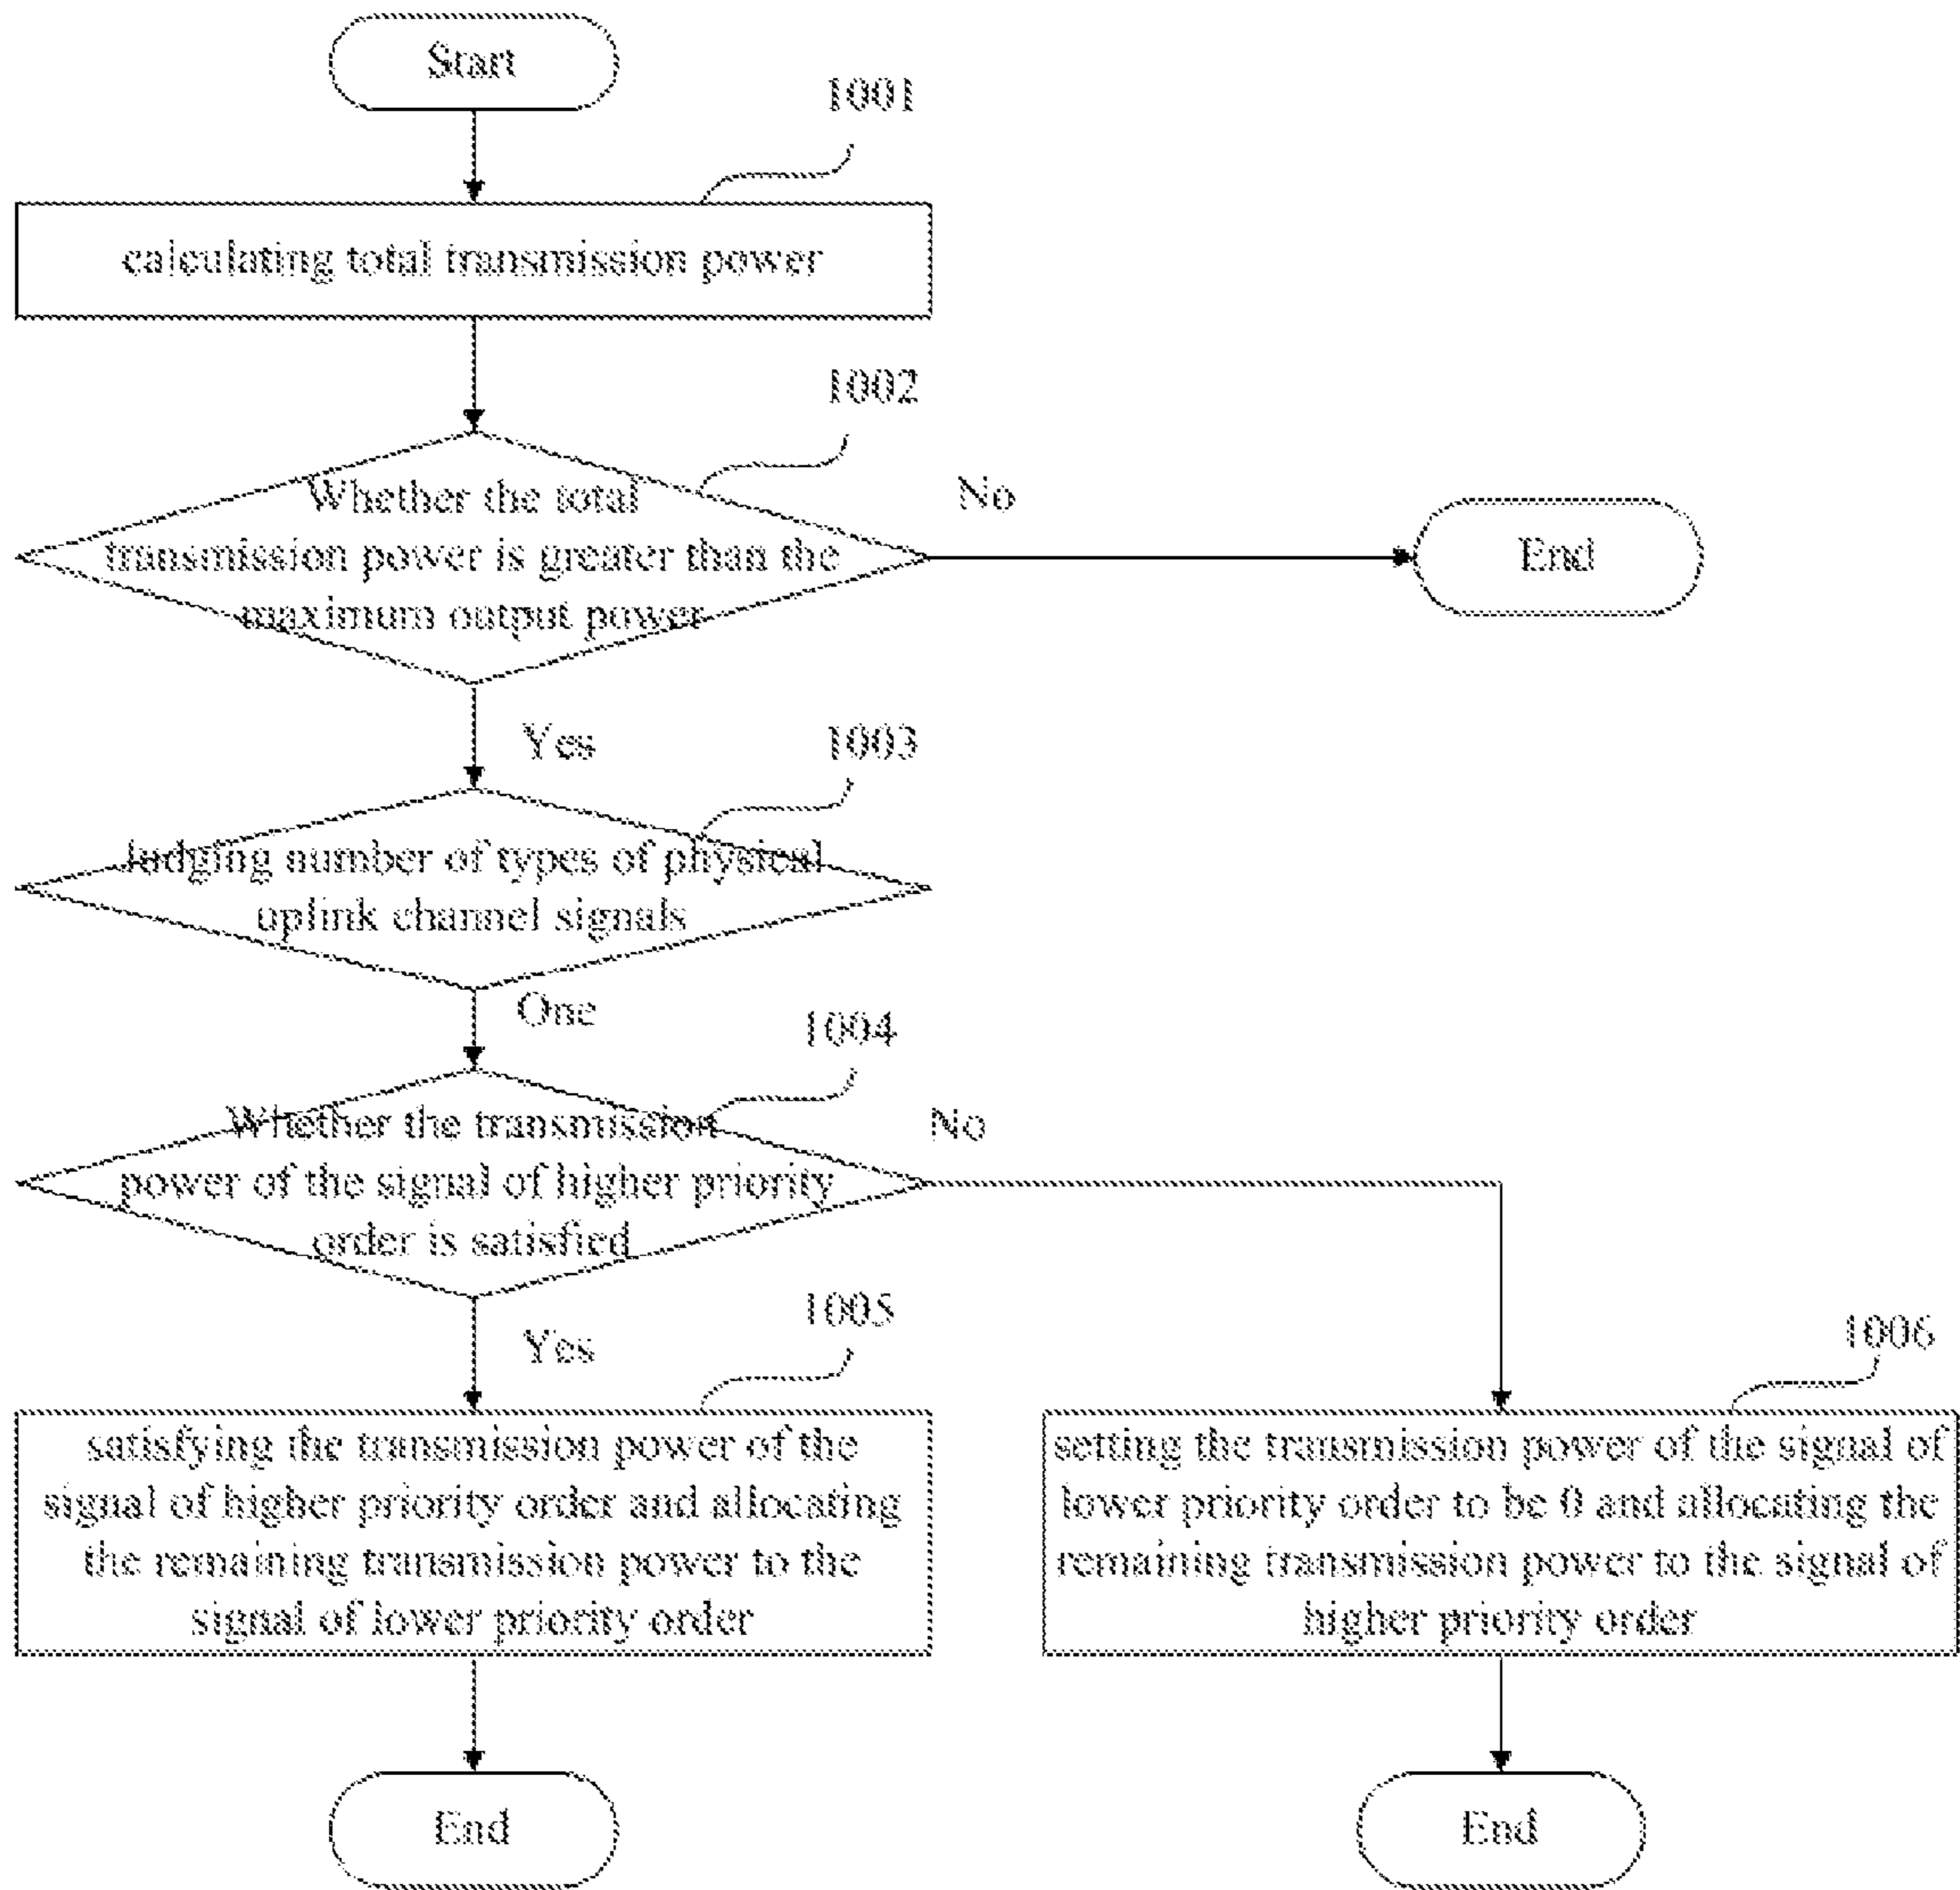 Start
1001
calculating total transmission power
1002
Whether the total
transmission power is greater than the
maximum output power
No
End
Yes
1003
Judging number of types of physical
uplink channel signals
One
1004
Whether the transmission
power of the signal of higher priority
order is satisfied
No
Yes
1005
1006
satisfying the transmission power of the
signal of higher priority order and allocating
the remaining transmission power to the
signal of lower priority order
setting the transmission power of the signal of
lower priority order to be 0 and allocating the
remaining transmission power to the signal of
higher priority order
End
End